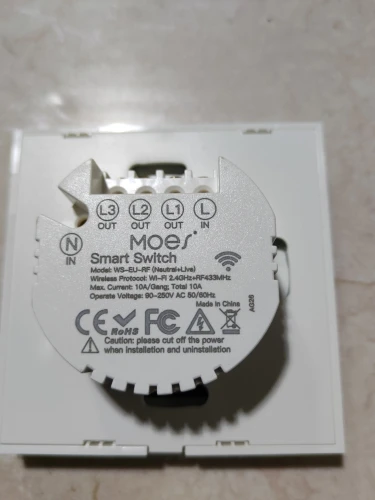 L3 L2 L1 L
OUT OUT OUT IN
N
IN
MOES
Smart Switch
Model: WS-EU-RF (Neutral+Live)
Wireless Protocol: Wi-Fi 2.4GHz+RF433MHz
Max. Current: 10A/Gang; Total 10A
Operate Voltage: 90-250V AC 50/60Hz
Made In China
AG26
CE RoHS FC
Caution: please cut off the power
when installation and uninstallation